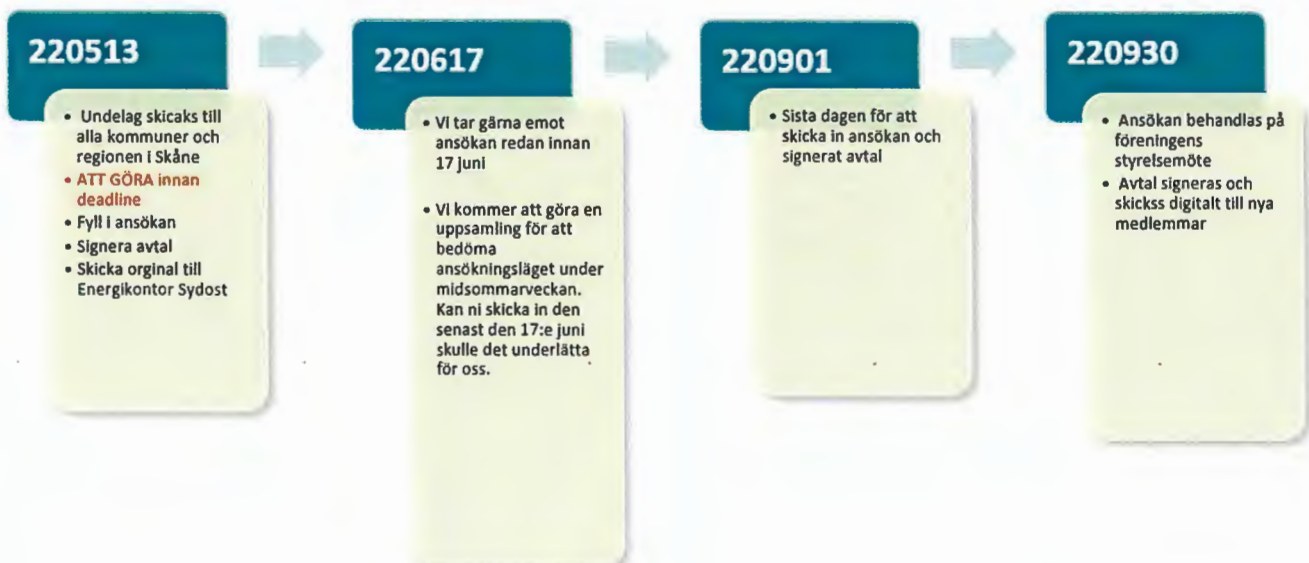 220513
• Undelag skicaks till
alla kommuner och
regionen i Skåne
• ATT GÖRA innan
deadline
• Fyll i ansökan
• Signera avtal
• Skicka orginal till
Energikontor Sydost
220617
• Vi tar gärna emot
ansökan redan innan
17 juni
• Vi kommer att göra en
uppsamling för att
bedöma
ansökningsläget under
midsommarveckan.
Kan ni skicka in den
senast den 17:e juni
skulle det underlätta
för oss.
220901
• Sista dagen för att
skicka in ansökan och
signerat avtal
220930
• Ansökan behandlas på
föreningens
styrelsemöte
• Avtal signeras och
skickss digitalt till nya
medlemmar